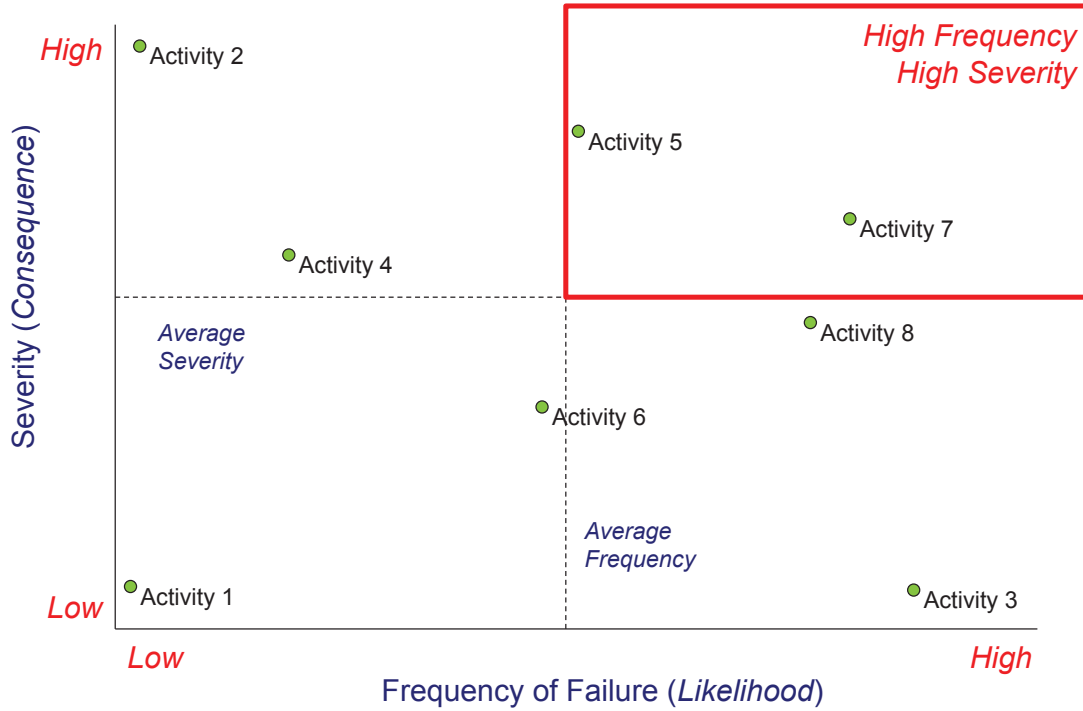 High Frequency
High Severity
High
Activity 2
Activity 5
Activity 7
Activity 4
Severity (Consequence)
Average
Severity
Activity 8
Activity 6
Average
Frequency
Activity 1
Activity 3
Low
Low
High
Frequency of Failure (Likelihood)